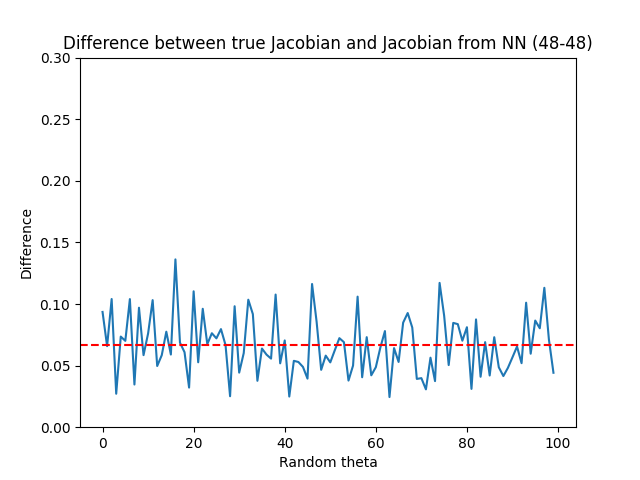 Difference between true Jacobian and Jacobian from NN (48-48)
0.30
0.25
0.20
0.15
0.10
0.05
0.00
Difference
0 20 40 60 80 100
Random theta